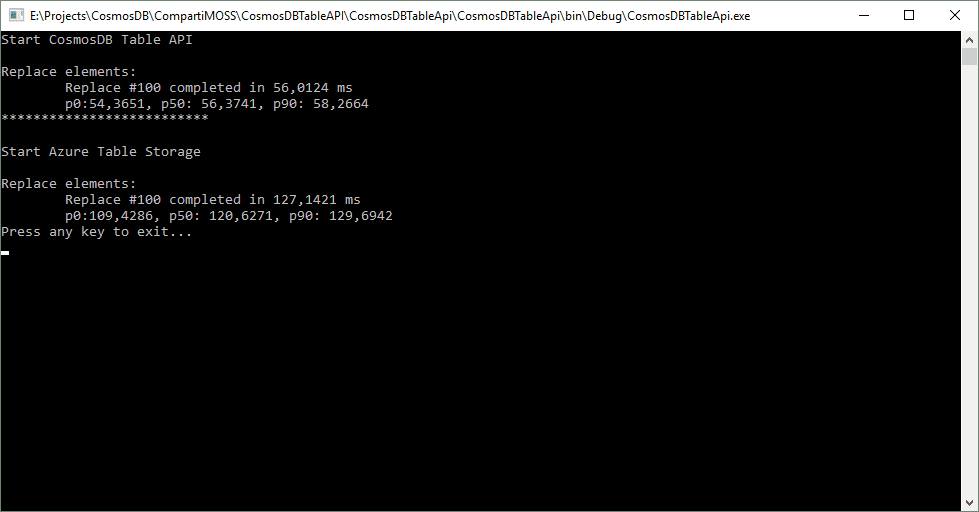 E:\Projects\CosmosDB\CompartiMOSS\CosmosDBTableAPI\CosmosDBTableApi\CosmosDBTableApi\bin\Debug\CosmosDBTableApi.exe
Start CosmosDB Table API
Replace elements:
Replace #100 completed in 56,0124 ms
p0:54,3651, p50: 56,3741, p90: 58,2664
**************************
Start Azure Table Storage
Replace elements:
Replace #100 completed in 127,1421 ms
p0:109,4286, p50: 120,6271, p90: 129,6942
Press any key to exit...